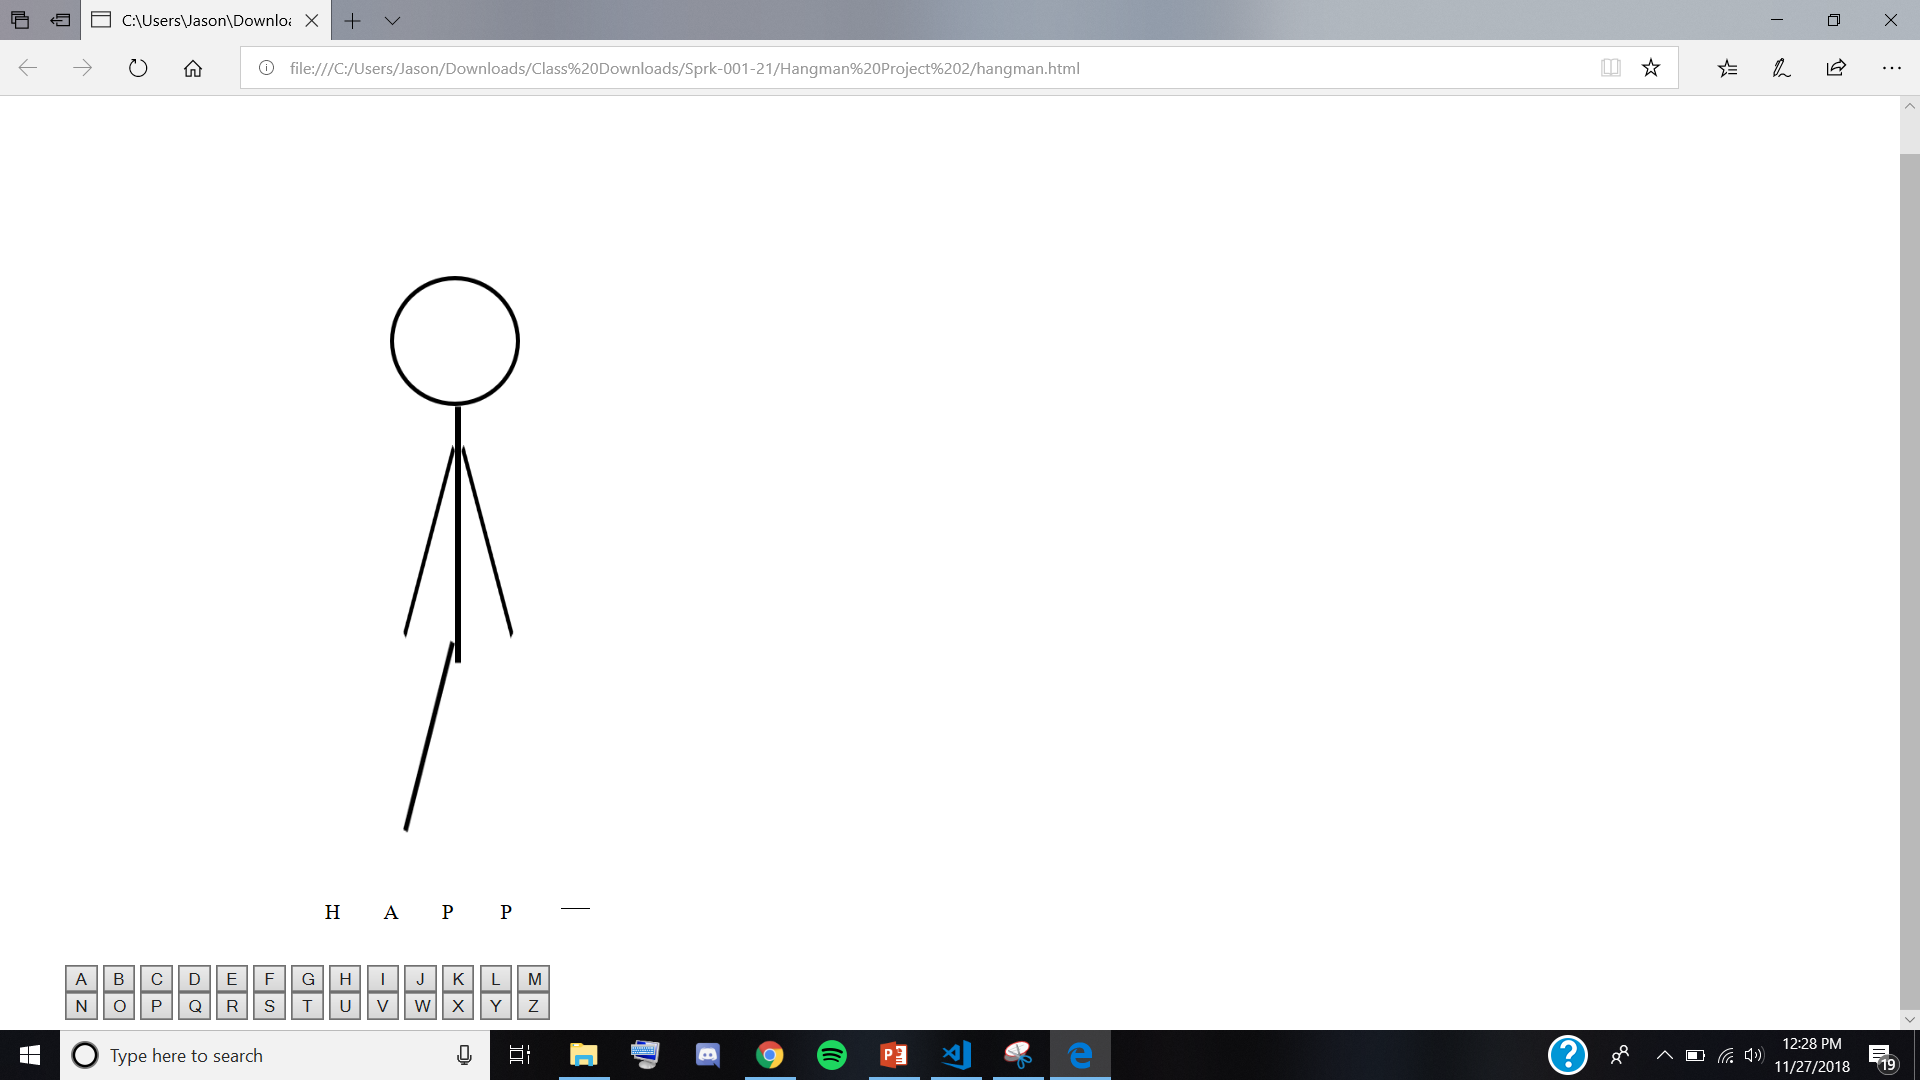 C:\Users\Jason\Downloa
file:///C:/Users/Jason/Downloads/Class%20Downloads/Sprk-001-21/Hangman%20Project%202/hangman.html
H A P P
A B C D E F G H I J K L M
N O P Q R S T U V W X Y Z
Type here to search
12:28 PM
11/27/2018
19